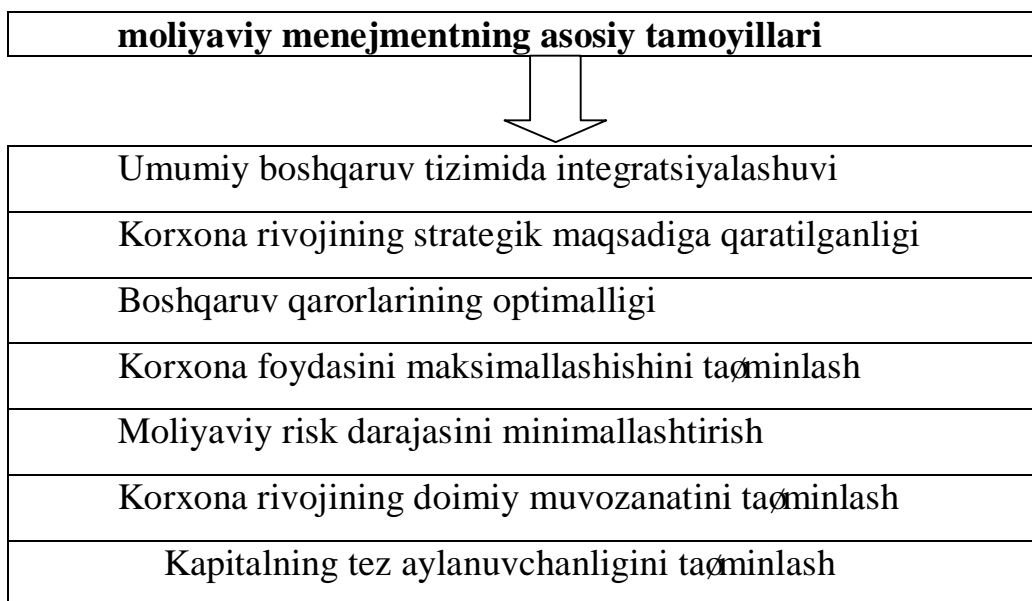 moliyaviy menejmentning asosiy tamoyillari
Umumiy boshqaruv tizimida integratsiyalashuvi
Korxona rivojining strategik maqsadiga qaratilganligi
Boshqaruv qarorlarining optimalligi
Korxona foydasini maksimallashishini taøminlash
Moliyaviy risk darajasini minimallashtirish
Korxona rivojining doimiy muvozanatini taøminlash
Kapitalning tez aylanuvchanligini taøminlash